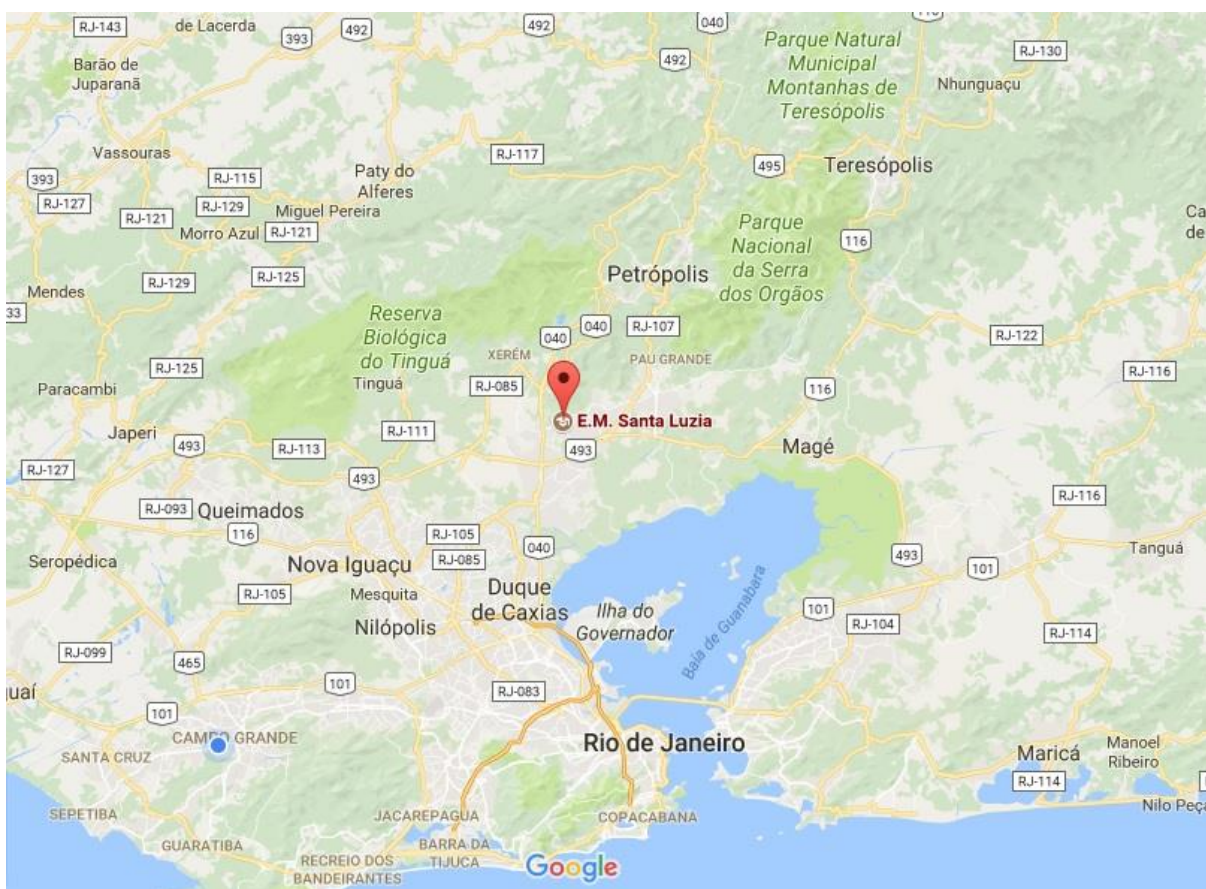 RJ-143
de Lacerda
393
492
492
040
492
Parque Natural
Municipal
Montanhas de
Teresópolis
RJ-130
Nhunguaçu
Barão de
Juparanã
Vassouras
393
RJ-127
RJ-115
RJ-129
RJ-121
Morro Azul
Miguel Pereira
RJ-121
Paty do
Alferes
RJ-117
495
Teresópolis
RJ-125
RJ-129
Mendes
33
Parque
Nacional
da Serra
dos Orgãos
116
Ca
de
Petrópolis
Reserva
Biológica
do Tinguá
040
040
RJ-107
RJ-122
XERÉM
PAU GRANDE
RJ-125
Paracambi
Tinguá
RJ-085
116
RJ-116
E.M. Santa Luzia
Japeri
493
RJ-111
RJ-113
493
493
Magé
RJ-127
RJ-093
Queimados
116
RJ-105
RJ-116
Seropédica
Nova Iguaçu
RJ-085
040
493
101
Tanguá
RJ-105
Mesquita
Duque
de Caxias
Nilópolis
Ilha do
Governador
Baía de Guanabara
101
RJ-104
RJ-114
RJ-099
465
101
RJ-083
guaí
101
CAMPO GRANDE
SANTA CRUZ
Rio de Janeiro
Maricá
Manoel
Ribeiro
RJ-114
Nilo Peça
SEPETIBA
JACAREPAGUA
COPACABANA
GUARATIBA
BARRA DA
TIJUCA
RECREIO DOS
BANDEIRANTES
Google